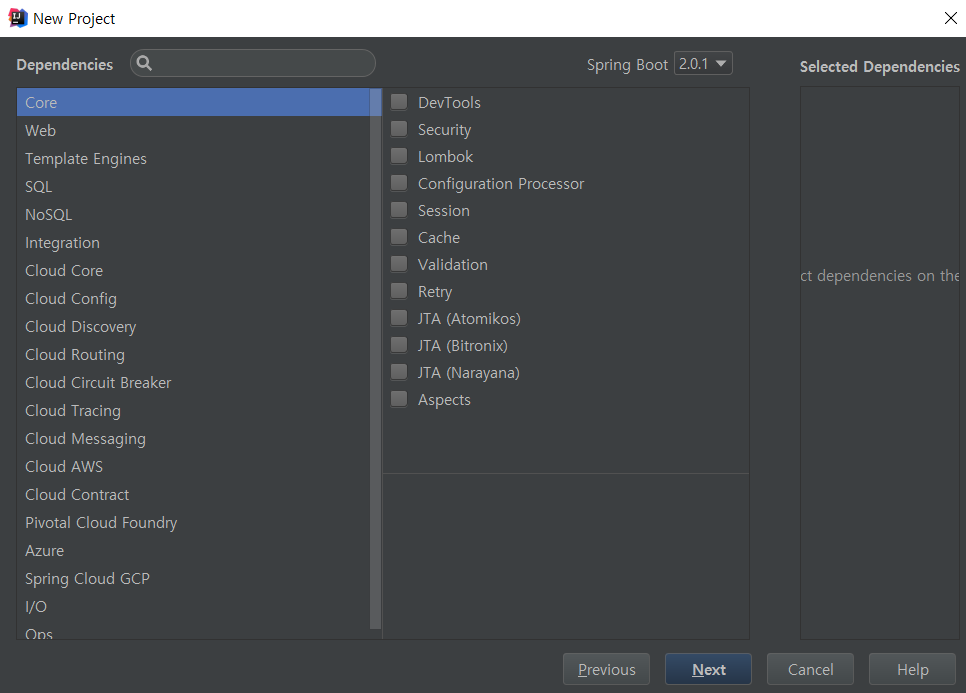 New Project
Dependencies
Spring Boot 2.0.1
Selected Dependencies
Core
Web
Template Engines
SQL
NoSQL
Integration
Cloud Core
Cloud Config
Cloud Discovery
Cloud Routing
Cloud Circuit Breaker
Cloud Tracing
Cloud Messaging
Cloud AWS
Cloud Contract
Pivotal Cloud Foundry
Azure
Spring Cloud GCP
I/O
Ops
DevTools
Security
Lombok
Configuration Processor
Session
Cache
Validation
Retry
JTA (Atomikos)
JTA (Bitronix)
JTA (Narayana)
Aspects
ct dependencies on the
Previous
Next
Cancel
Help